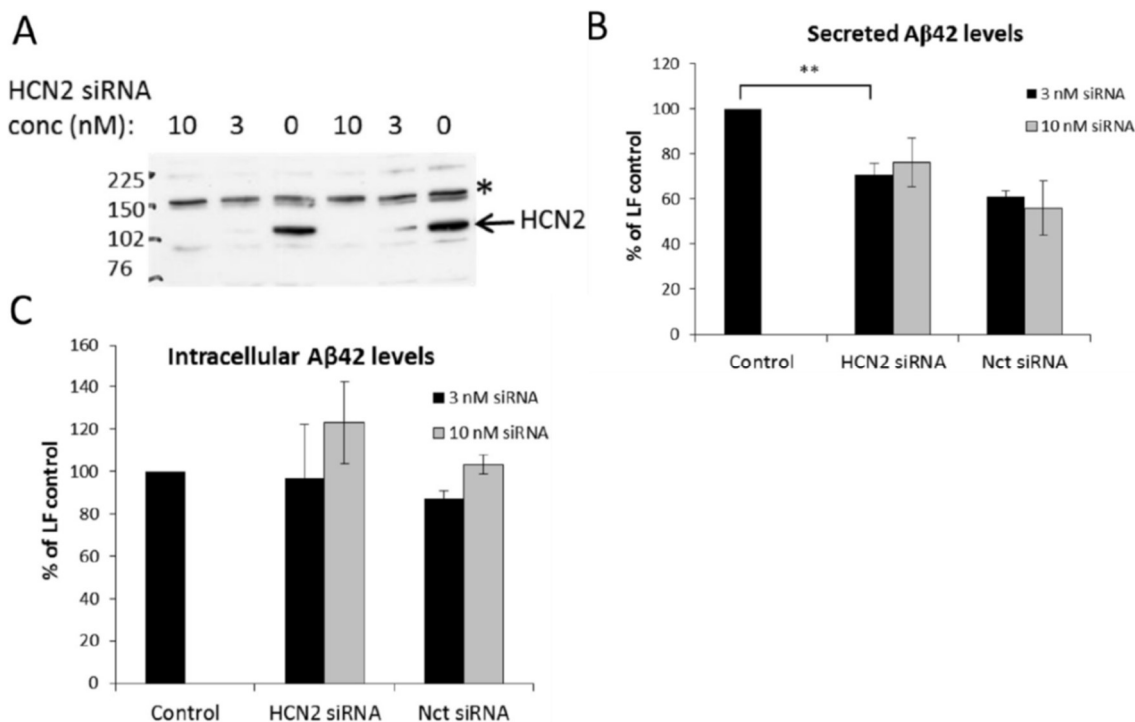 A
HCN2 siRNA
conc (nM): 10 3 0 10 3 0
225
150
102
76
*
HCN2
B
Secreted Aβ42 levels
**
3 nM siRNA
10 nM siRNA
% of LF control
120
100
80
60
40
20
0
Control HCN2 siRNA Nct siRNA
C
Intracellular Aβ42 levels
3 nM siRNA
10 nM siRNA
% of LF control
160
140
120
100
80
60
40
20
0
Control HCN2 siRNA Nct siRNA